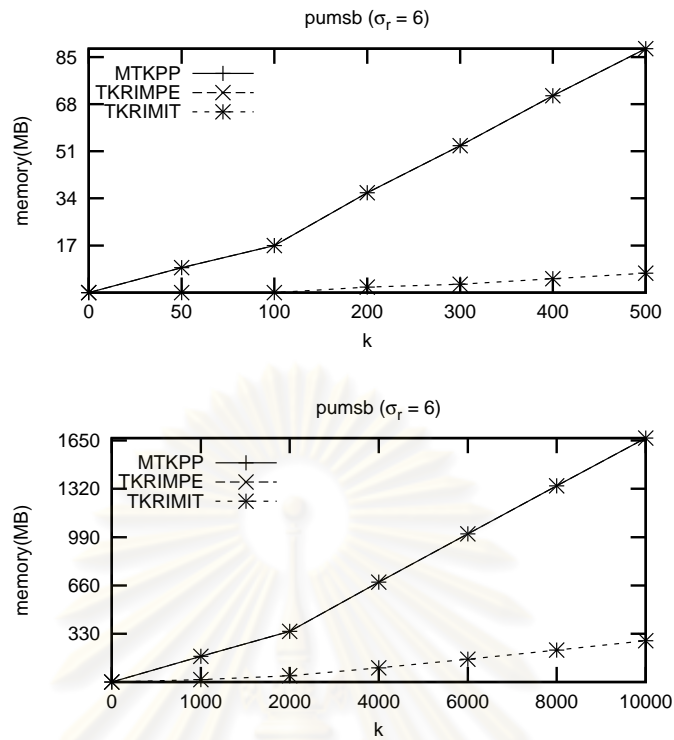 pumsb (σr = 6)
85
68
51
34
17
memory(MB)
MTKPP
TKRIMPE
TKRIMIT
0 50 100 200 300 400 500
k
pumsb (σr = 6)
1650
1320
990
660
330
memory(MB)
MTKPP
TKRIMPE
TKRIMIT
0 1000 2000 4000 6000 8000 10000
k